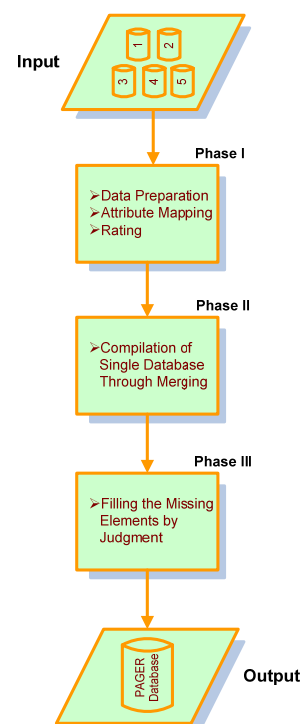 1 2
Input
3 4 5
Phase I
➢Data Preparation
➢Attribute Mapping
➢Rating
Phase II
➢Compilation of
Single Database
Through Merging
Phase III
➢Filling the Missing
Elements by
Judgment
PAGER
Database
Output